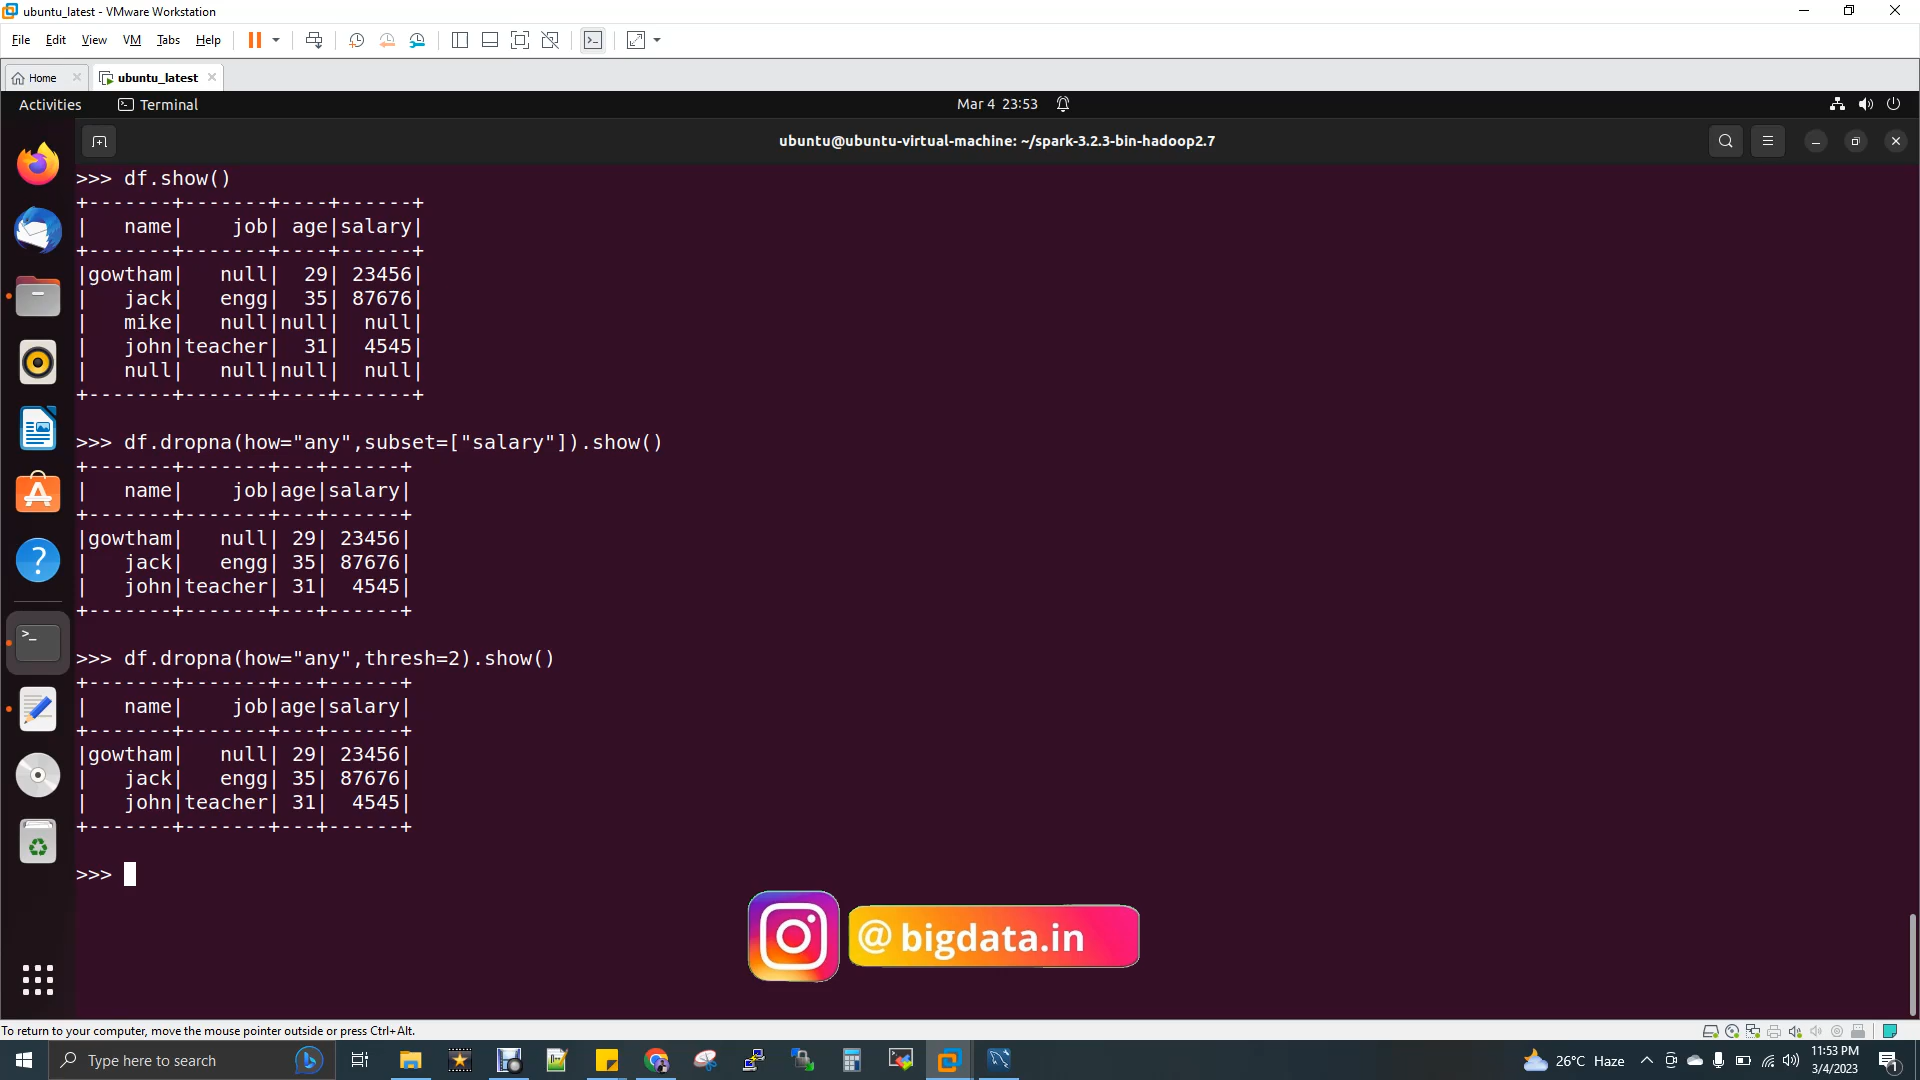 ubuntu_latest - VMware Workstation
File Edit View VM Tabs Help
Home ubuntu_latest
Activities Terminal Mar 4 23:53
ubuntu@ubuntu-virtual-machine: ~/spark-3.2.3-bin-hadoop2.7
>>> df.show()
+-------+-------+----+------+
|   name|    job| age|salary|
+-------+-------+----+------+
|gowtham|   null|  29| 23456|
|   jack|   engg|  35| 87676|
|   mike|   null|null|  null|
|   john|teacher|  31|  4545|
|   null|   null|null|  null|
+-------+-------+----+------+
>>> df.dropna(how="any",subset=["salary"]).show()
+-------+-------+---+------+
|   name|    job|age|salary|
+-------+-------+---+------+
|gowtham|   null| 29| 23456|
|   jack|   engg| 35| 87676|
|   john|teacher| 31|  4545|
+-------+-------+---+------+
>>> df.dropna(how="any",thresh=2).show()
+-------+-------+---+------+
|   name|    job|age|salary|
+-------+-------+---+------+
|gowtham|   null| 29| 23456|
|   jack|   engg| 35| 87676|
|   john|teacher| 31|  4545|
+-------+-------+---+------+
>>>
@ bigdata.in
To return to your computer, move the mouse pointer outside or press Ctrl+Alt.
Type here to search
26°C Haze
11:53 PM
3/4/2023
1